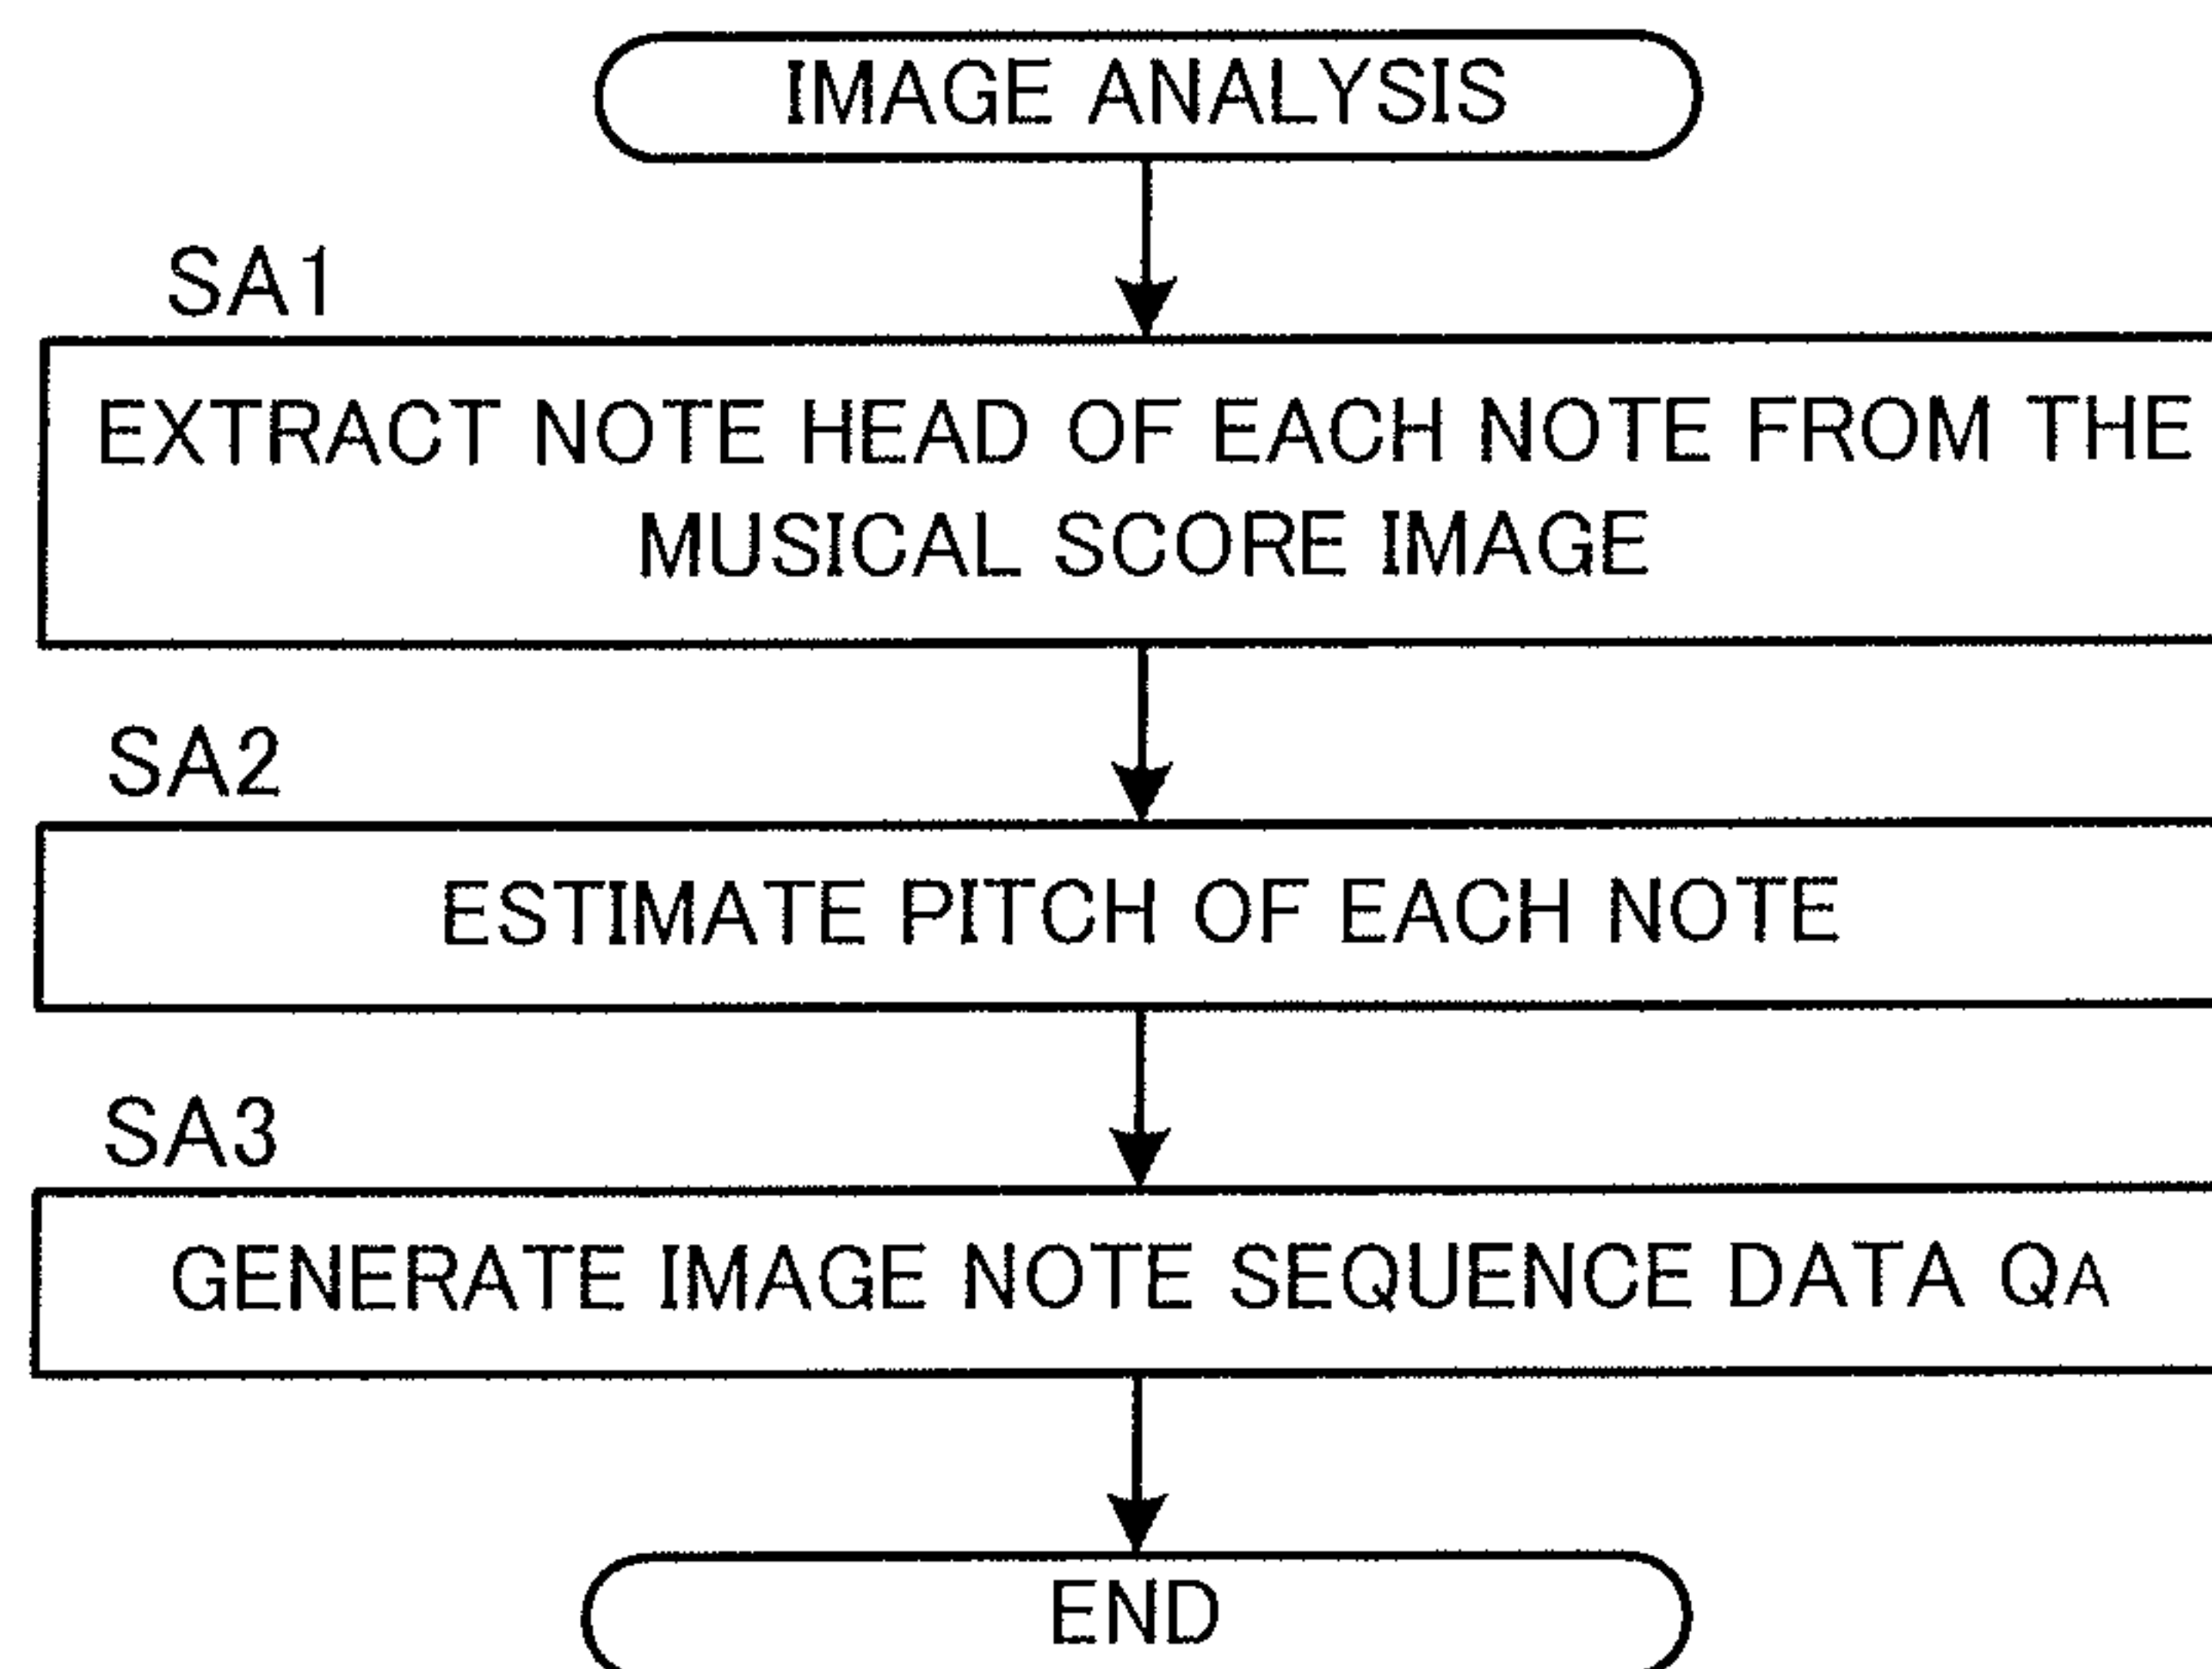 IMAGE ANALYSIS
SA1
EXTRACT NOTE HEAD OF EACH NOTE FROM THE
MUSICAL SCORE IMAGE
SA2
ESTIMATE PITCH OF EACH NOTE
SA3
GENERATE IMAGE NOTE SEQUENCE DATA QA
END